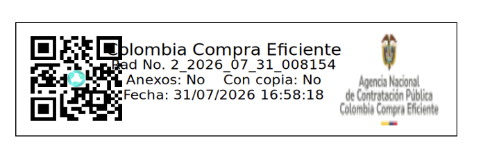 Colombia Compra Eficiente
Rad No. 2_2026_07_31_008154
Anexos: No Con copia: No
Fecha: 31/07/2026 16:58:18
Agencia Nacional
de Contratación Pública
Colombia Compra Eficiente